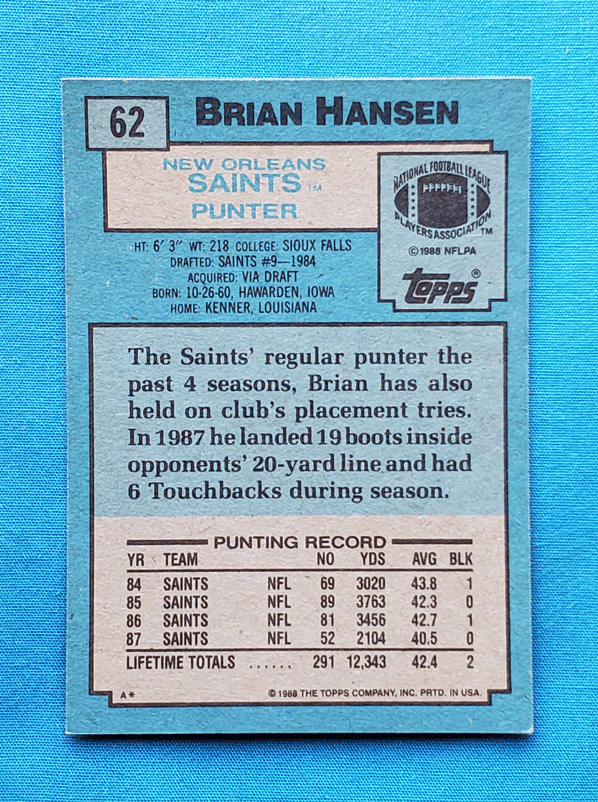 62
BRIAN HANSEN
NEW ORLEANS
SAINTS TM
PUNTER
NATIONAL FOOTBALL LEAGUE
PLAYERS ASSOCIATION TM
© 1988 NFLPA
TOPPS®
HT: 6' 3" WT: 218 COLLEGE: SIOUX FALLS
DRAFTED: SAINTS #9—1984
ACQUIRED: VIA DRAFT
BORN: 10-26-60, HAWARDEN, IOWA
HOME: KENNER, LOUISIANA
The Saints' regular punter the
past 4 seasons, Brian has also
held on club's placement tries.
In 1987 he landed 19 boots inside
opponents' 20-yard line and had
6 Touchbacks during season.
PUNTING RECORD
YR TEAM NO YDS AVG BLK
84 SAINTS NFL 69 3020 43.8 1
85 SAINTS NFL 89 3763 42.3 0
86 SAINTS NFL 81 3456 42.7 1
87 SAINTS NFL 52 2104 40.5 0
LIFETIME TOTALS ...... 291 12,343 42.4 2
A* © 1988 THE TOPPS COMPANY, INC. PRTD. IN USA.